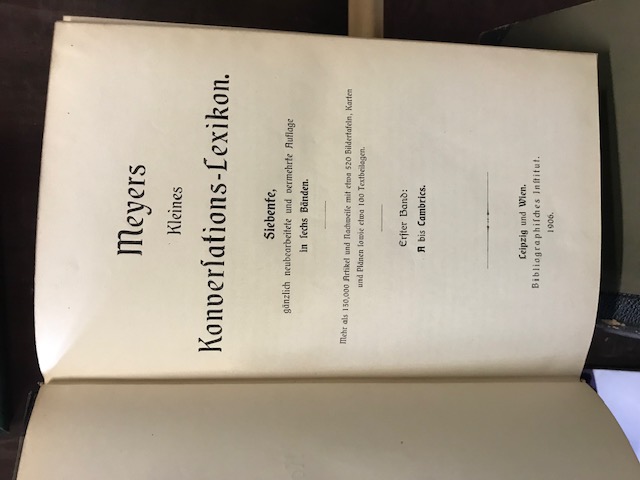 Meyers
Kleines
Konversations-Lexikon.
Siebente,
gänzlich neubearbeitete und vermehrte Auflage
in sechs Bänden.
Mehr als 130,000 Artikel und Nachweise mit etwa 520 Bildertafeln, Karten
und Plänen sowie etwa 100 Textbeilagen.
Erster Band:
A bis Cambrics.
Leipzig und Wien.
Bibliographisches Institut.
1906.